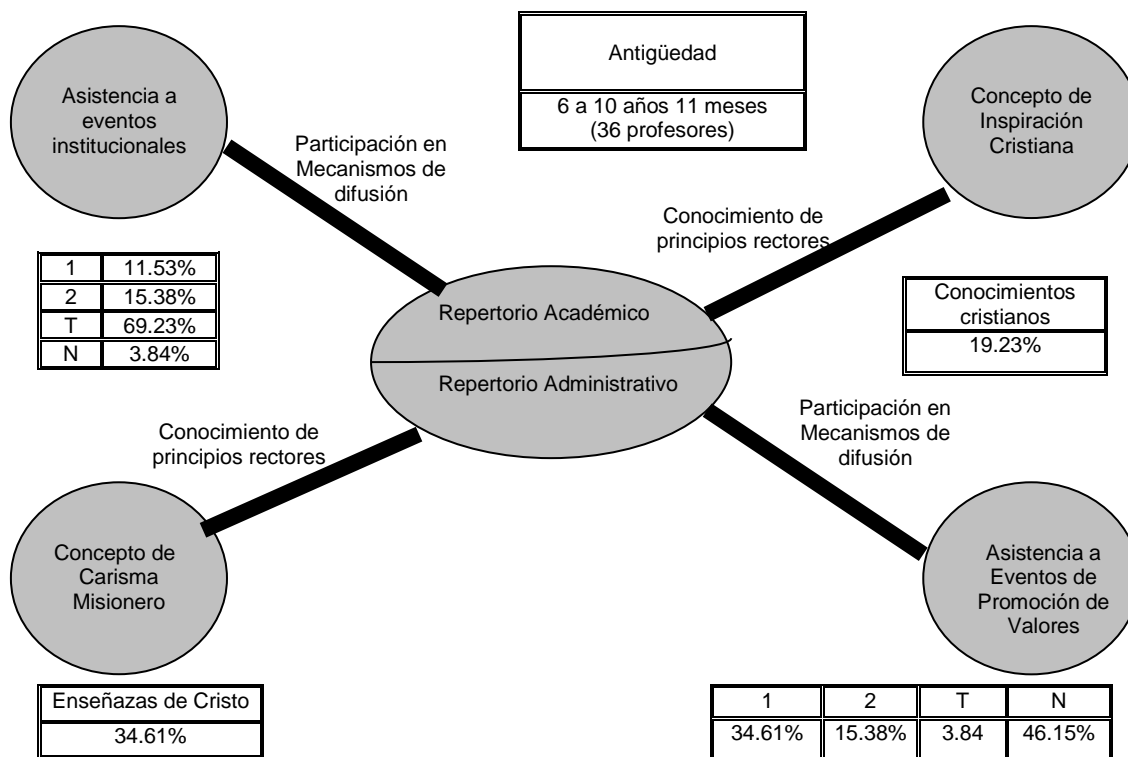 Antigüedad
6 a 10 años 11 meses
(36 profesores)
Asistencia a
eventos
institucionales
Participación en
Mecanismos de
difusión
Concepto de
Inspiración
Cristiana
Conocimiento de
principios rectores
1 11.53%
2 15.38%
T 69.23%
N 3.84%
Repertorio Académico
Repertorio Administrativo
Conocimientos
cristianos
19.23%
Conocimiento de
principios rectores
Participación en
Mecanismos de
difusión
Concepto de
Carisma
Misionero
Asistencia a
Eventos de
Promoción de
Valores
Enseñazas de Cristo
34.61%
1 2 T N
34.61% 15.38% 3.84 46.15%